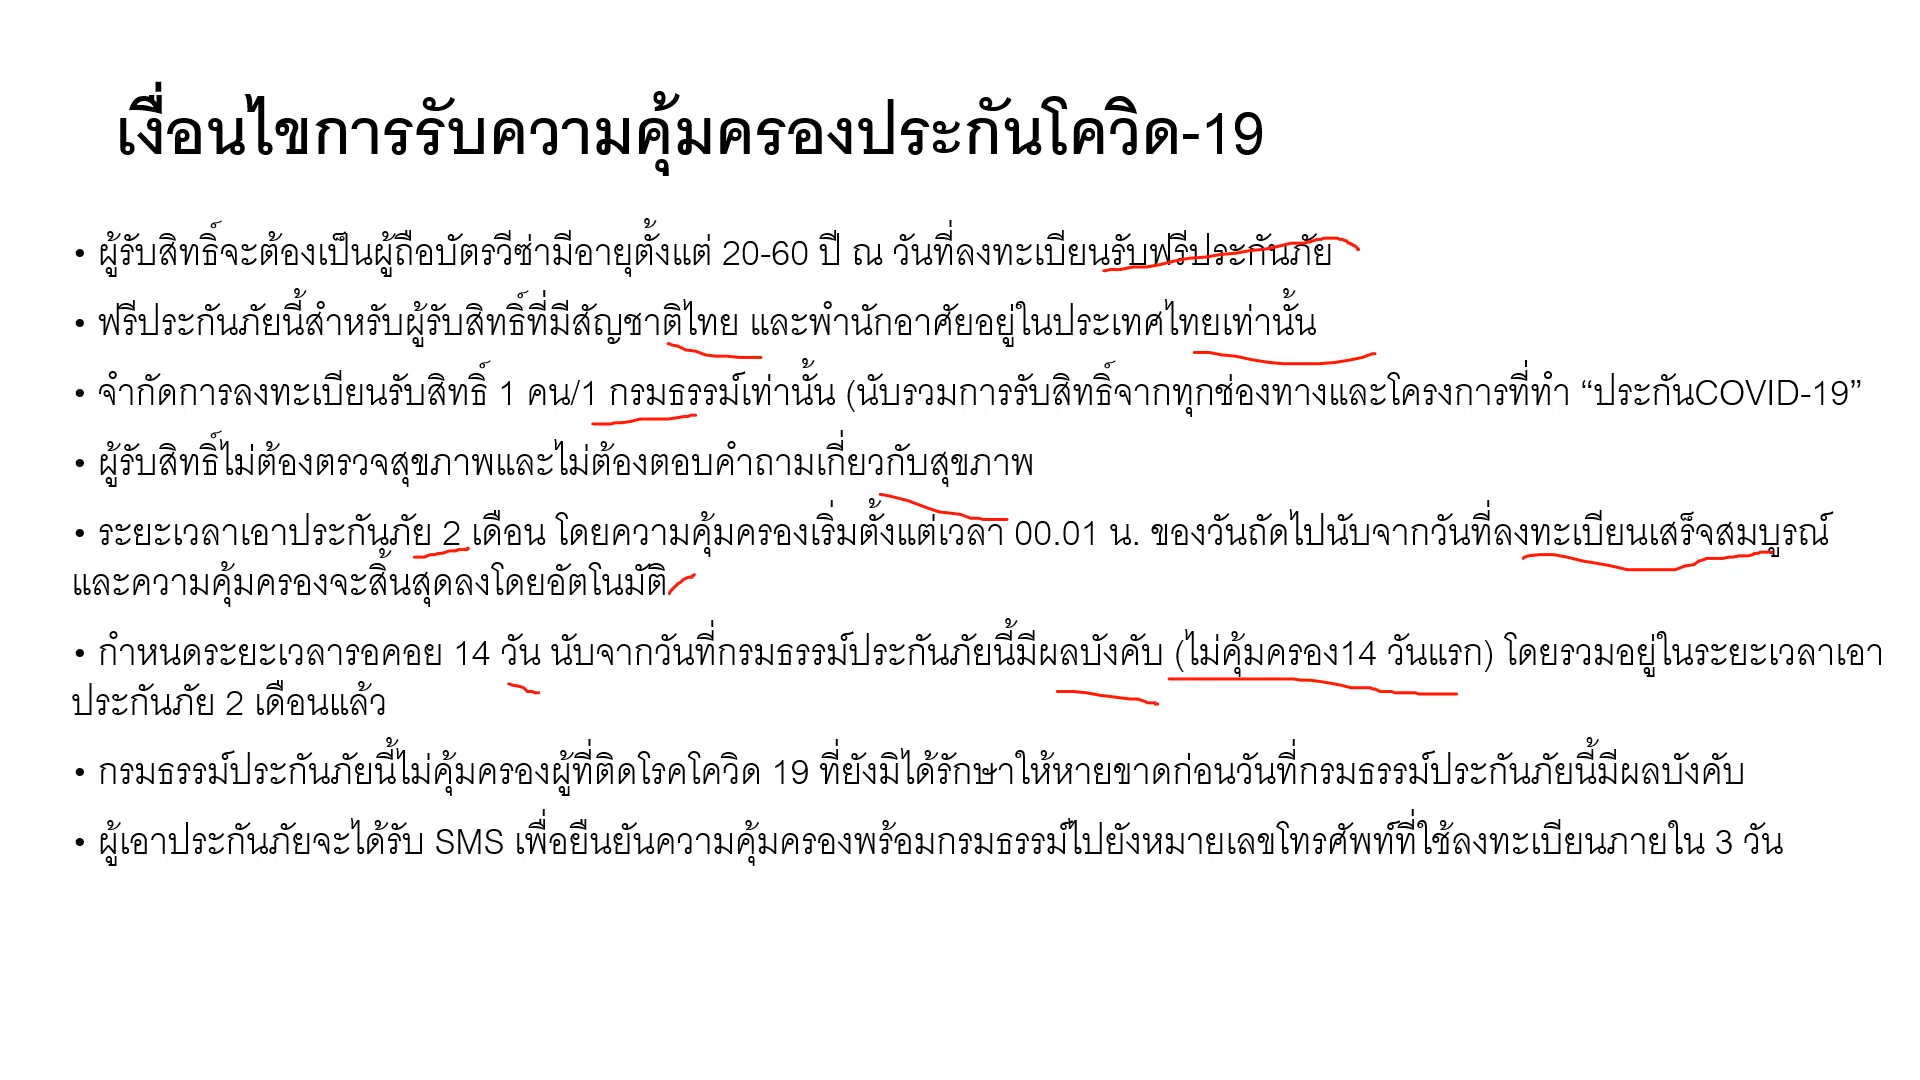 เงื่อนไขการรับความคุ้มครองประกันโควิด-19
• ผู้รับสิทธิ์จะต้องเป็นผู้ถือบัตรวีซ่ามีอายุตั้งแต่ 20-60 ปี ณ วันที่ลงทะเบียนรับฟรีประกันภัย
• ฟรีประกันภัยนี้สำหรับผู้รับสิทธิ์ที่มีสัญชาติไทย และพำนักอาศัยอยู่ในประเทศไทยเท่านั้น
• จำกัดการลงทะเบียนรับสิทธิ์ 1 คน/1 กรมธรรม์เท่านั้น (นับรวมการรับสิทธิ์จากทุกช่องทางและโครงการที่ทำ “ประกันCOVID-19”
• ผู้รับสิทธิ์ไม่ต้องตรวจสุขภาพและไม่ต้องตอบคำถามเกี่ยวกับสุขภาพ
• ระยะเวลาเอาประกันภัย 2 เดือน โดยความคุ้มครองเริ่มตั้งแต่เวลา 00.01 น. ของวันถัดไปนับจากวันที่ลงทะเบียนเสร็จสมบูรณ์
และความคุ้มครองจะสิ้นสุดลงโดยอัตโนมัติ
• กำหนดระยะเวลารอคอย 14 วัน นับจากวันที่กรมธรรม์ประกันภัยนี้มีผลบังคับ (ไม่คุ้มครอง14 วันแรก) โดยรวมอยู่ในระยะเวลาเอา
ประกันภัย 2 เดือนแล้ว
• กรมธรรม์ประกันภัยนี้ไม่คุ้มครองผู้ที่ติดโรคโควิด 19 ที่ยังมิได้รักษาให้หายขาดก่อนวันที่กรมธรรม์ประกันภัยนี้มีผลบังคับ
• ผู้เอาประกันภัยจะได้รับ SMS เพื่อยืนยันความคุ้มครองพร้อมกรมธรรม์ไปยังหมายเลขโทรศัพท์ที่ใช้ลงทะเบียนภายใน 3 วัน